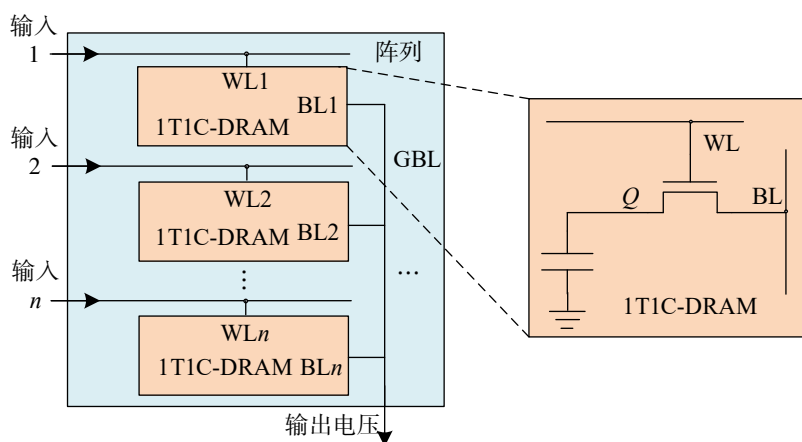 输入
1
阵列
WL1
BL1
1T1C-DRAM
输入
2
GBL
WL2
BL2
1T1C-DRAM
⋮
...
输入
n
WLn
1T1C-DRAM BLn
输出电压
WL
Q
BL
1T1C-DRAM